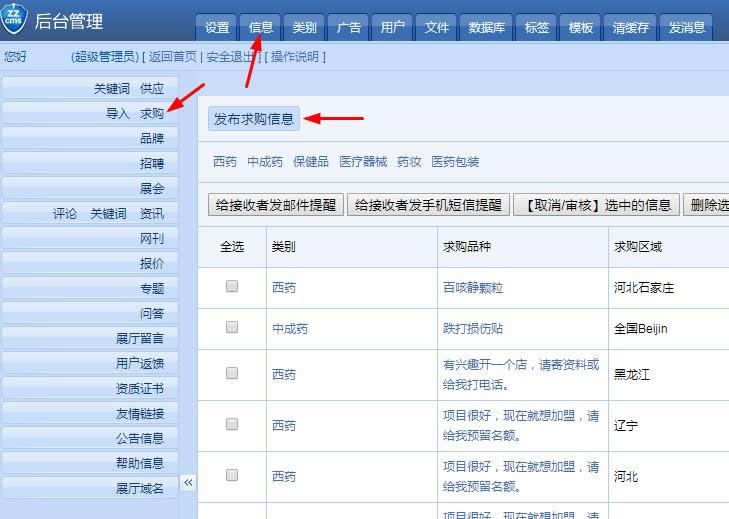 ZZ
cms
后台管理
设置 信息 类别 广告 用户 文件 数据库 标签 模板 清缓存 发消息
您好 (超级管理员) [ 返回首页 | 安全退出 ] [ 操作说明 ]
关键词 供应
导入 求购
品牌
招聘
展会
评论 关键词 资讯
网刊
报价
专题
问答
展厅留言
用户返馈
资质证书
友情链接
公告信息
帮助信息
展厅域名
«
发布求购信息
西药 中成药 保健品 医疗器械 药妆 医药包装
给接收者发邮件提醒 给接收者发手机短信提醒 【取消/审核】选中的信息 删除选
全选 类别 求购品种 求购区域
西药 百咳静颗粒 河北石家庄
中成药 跌打损伤贴 全国Beijin
西药 有兴趣开一个店，请寄资料或 黑龙江
给我打电话。
西药 项目很好，现在就想加盟，请 辽宁
给我预留名额。
西药 项目很好，现在就想加盟，请 河北
给我预留名额。
项目很好，现在就想加盟，请